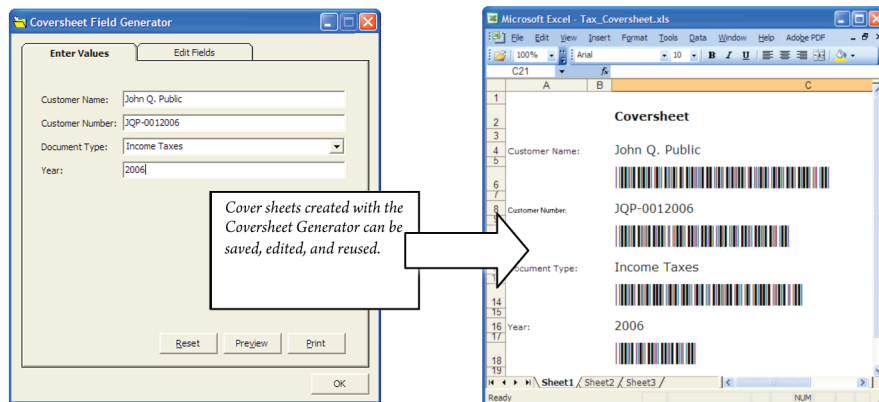 Coversheet Field Generator
Enter Values
Edit Fields
Customer Name: John Q. Public
Customer Number: JQP-0012006
Document Type: Income Taxes
Year: 2006
Reset Preview Print
OK
Cover sheets created with the
Coversheet Generator can be
saved, edited, and reused.
Microsoft Excel - Tax_Coversheet.xls
File Edit View Insert Format Tools Data Window Help Adobe PDF
100% Arial 10 B I U
C21 fx
A B C
1
2 Coversheet
3
4 Customer Name: John Q. Public
5
6
7
8 Customer Number: JQP-0012006
9
ocument Type: Income Taxes
14
15
16 Year: 2006
17
18
19
Sheet1 / Sheet2 / Sheet3 /
Ready NUM